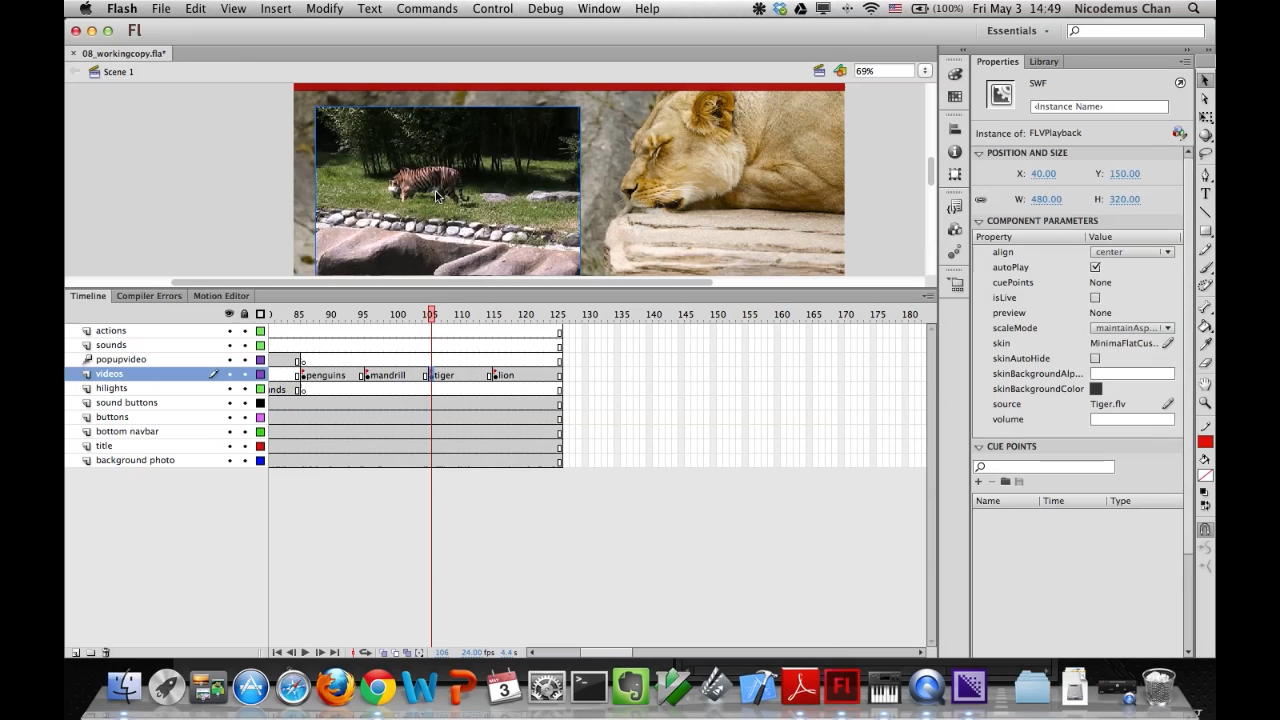 Flash File Edit View Insert Modify Text Commands Control Debug Window Help (100%) Fri May 3 14:49 Nicodemus Chan
Fl Essentials
08_workingcopy.fla*
Scene 1 69%
Properties Library
SWF
<Instance Name>
Instance of: FLVPlayback
POSITION AND SIZE
X: 40.00 Y: 150.00
W: 480.00 H: 320.00
COMPONENT PARAMETERS
Property Value
align center
autoPlay
cuePoints None
isLive
preview None
scaleMode maintainAsp...
skin MinimaFlatCus...
skinAutoHide
skinBackgroundAlp...
skinBackgroundColor
source Tiger.flv
volume
CUE POINTS
Name Time Type
Timeline Compiler Errors Motion Editor
85 90 95 100 105 110 115 120 125 130 135 140 145 150 155 160 165 170 175 180
actions
sounds
popupvideo
videos penguins mandrill tiger lion
hilights nds
sound buttons
buttons
bottom navbar
title
background photo
106 24.00 fps 4.4 s
MAY 3 Fl